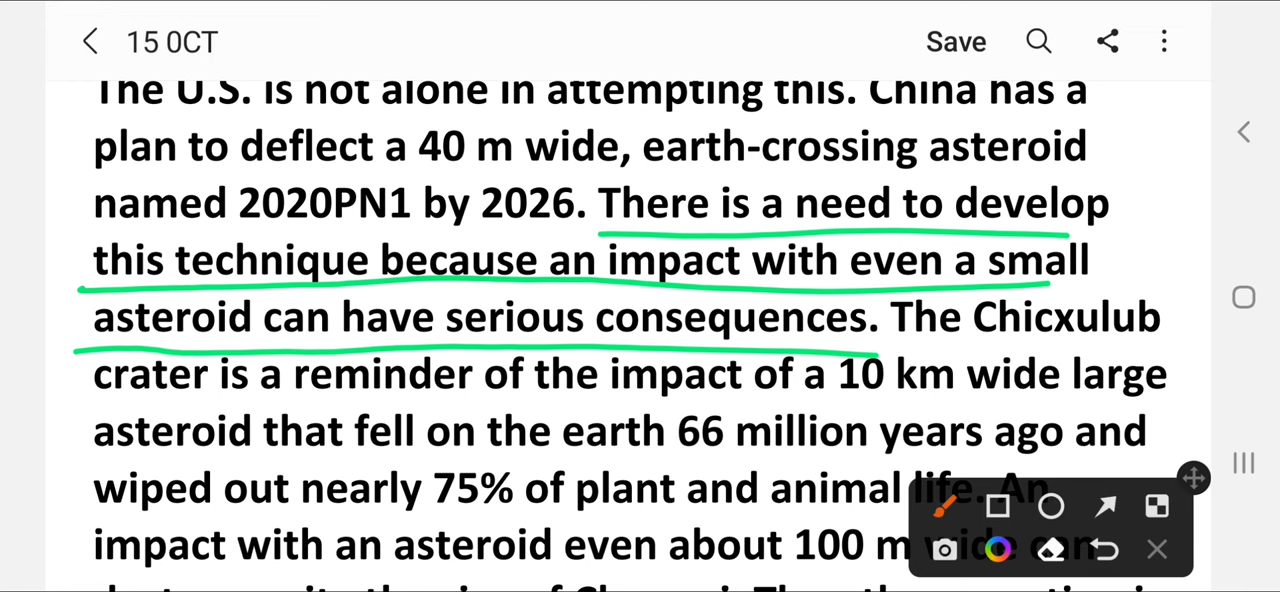 15 OCT
Save
The U.S. is not alone in attempting this. China has a
plan to deflect a 40 m wide, earth-crossing asteroid
named 2020PN1 by 2026. There is a need to develop
this technique because an impact with even a small
asteroid can have serious consequences. The Chicxulub
crater is a reminder of the impact of a 10 km wide large
asteroid that fell on the earth 66 million years ago and
wiped out nearly 75% of plant and animal life. An
impact with an asteroid even about 100 m wide can